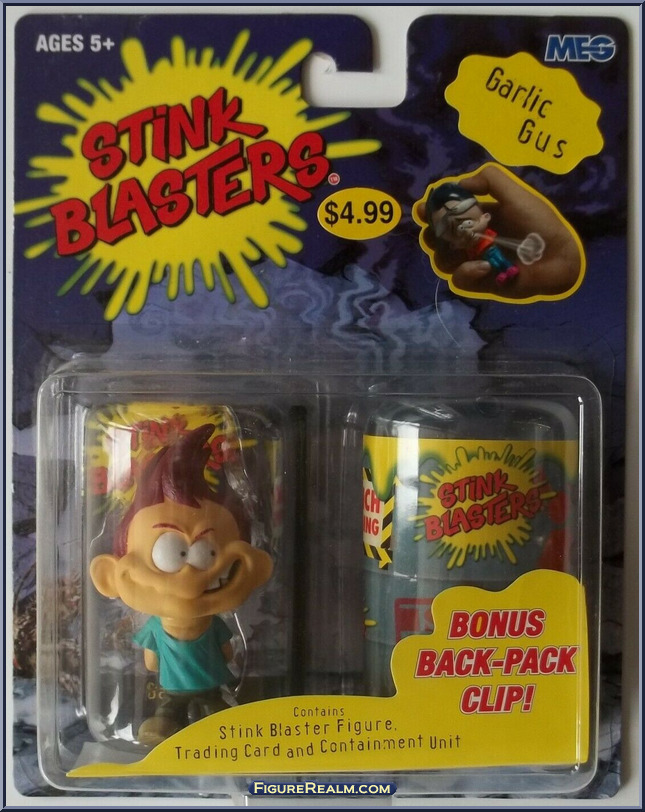 AGES 5+
MEG
Garlic
Gus
STINK
BLASTERS
$4.99
STINK
STINK
BLASTERS
BONUS
BACK-PACK
CLIP!
Contains
Stink Blaster Figure,
Trading Card and Containment Unit
FigureRealm.com